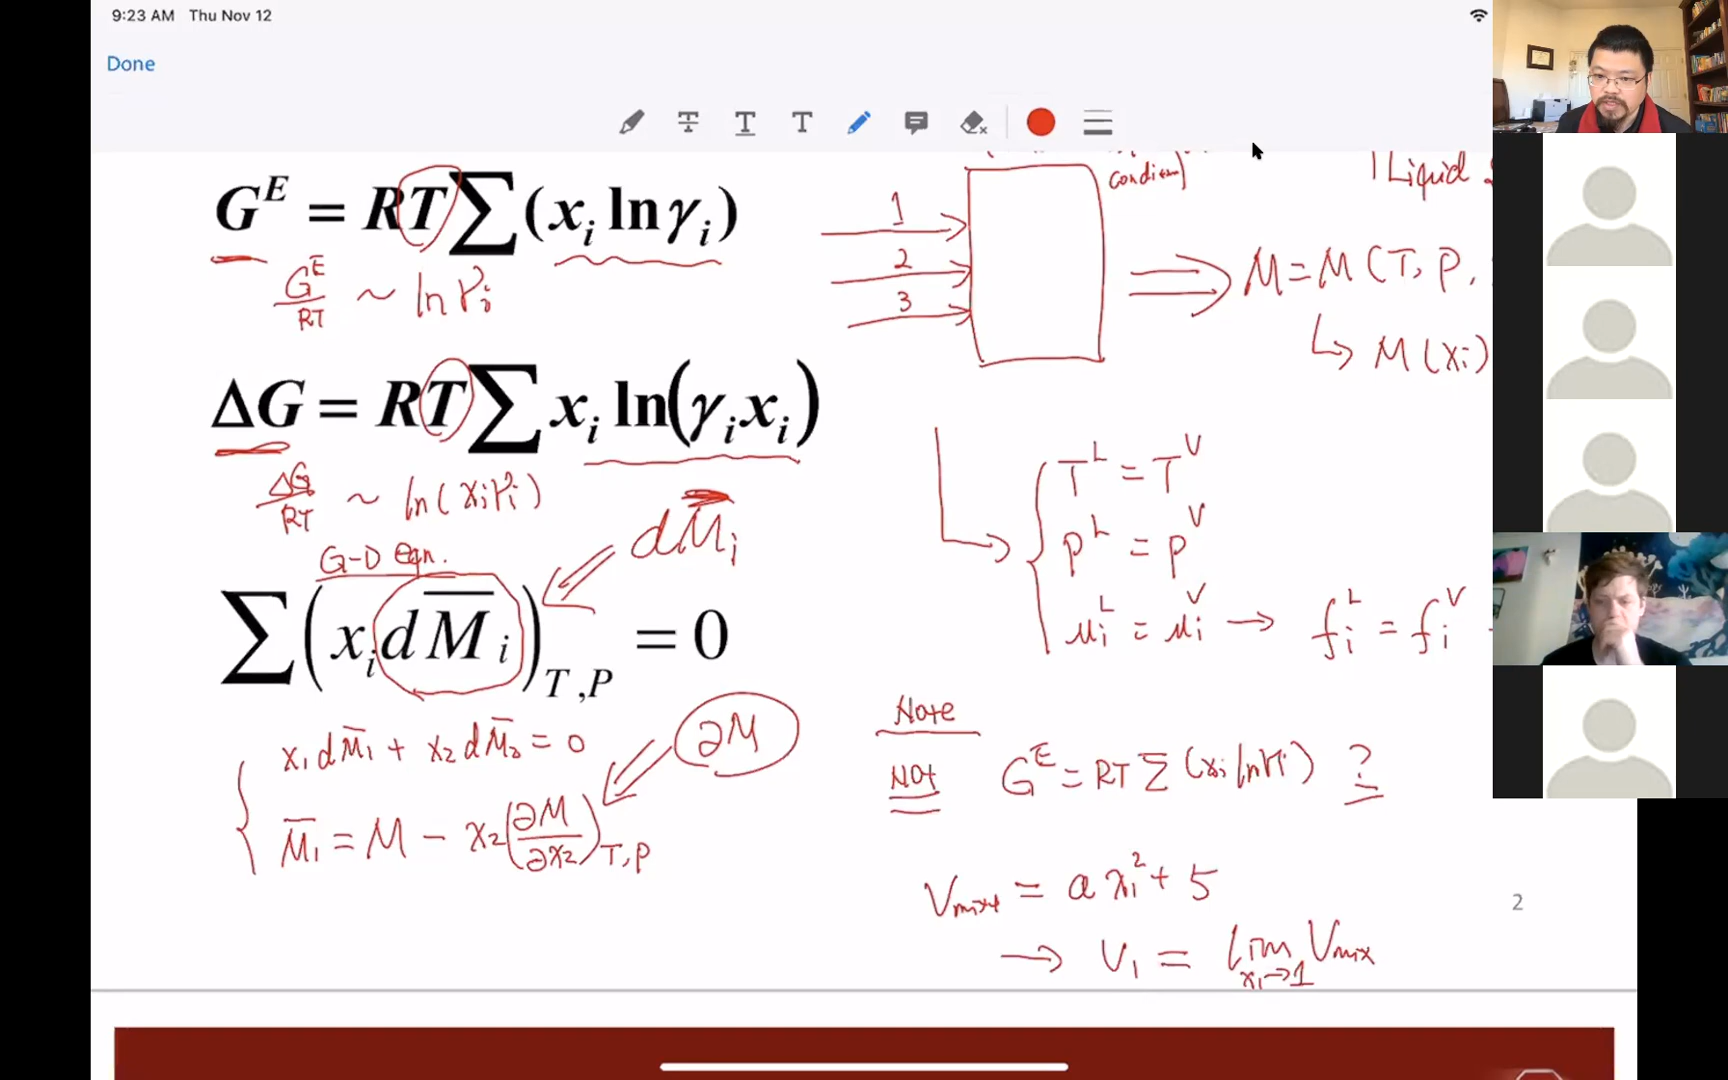 9:23 AM Thu Nov 12
Done
G^E = RT∑(x_i ln γ_i)
G^E/RT ~ ln γ_i
ΔG = RT∑ x_i ln(γ_i x_i)
ΔG/RT ~ ln(x_i γ_i)
G-D eqn.
dM̅_i
∑(x_i dM̅_i)_{T,P} = 0
x_1 dM̅_1 + x_2 dM̅_2 = 0
∂M
M̅_1 = M - x_2(∂M/∂x_2)_{T,P}
condition)
1
2
3
Liquid
M = M(T, P,
↳ M(x_i)
T^L = T^V
P^L = P^V
μ_i^L = μ_i^V → f_i^L = f_i^V
Note
Not G^E = RT ∑(x_i ln γ_i) ?
V_mixt = a x_1^2 + 5
→ V_1 = lim_{x_1→1} V_mix
2